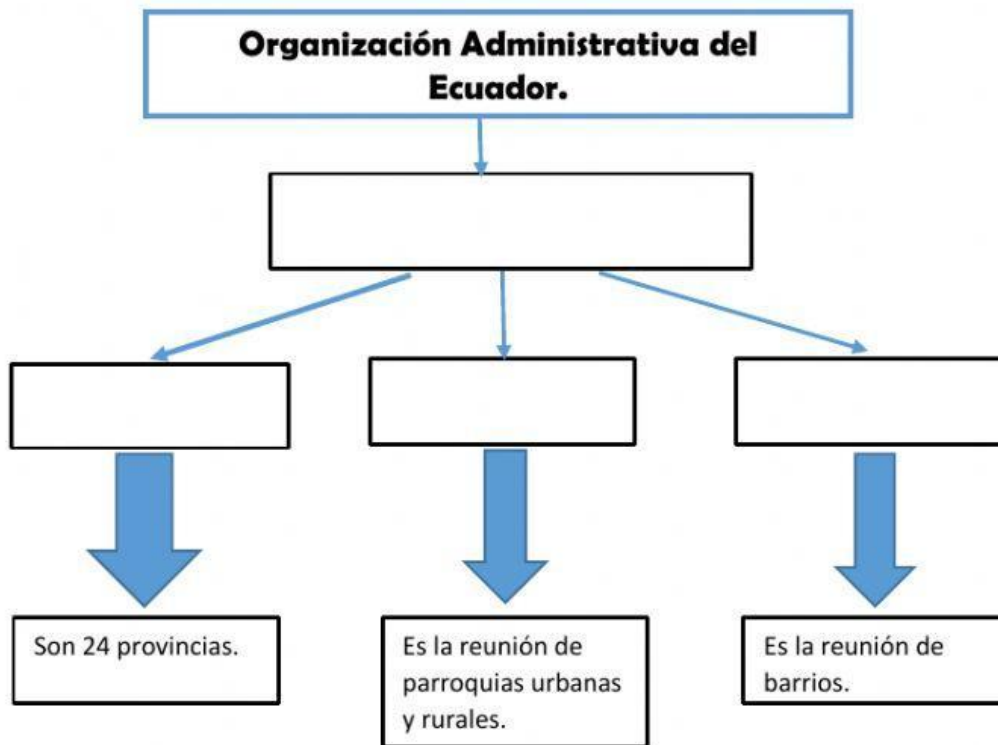 Organización Administrativa del
Ecuador.
Son 24 provincias.
Es la reunión de
parroquias urbanas
y rurales.
Es la reunión de
barrios.